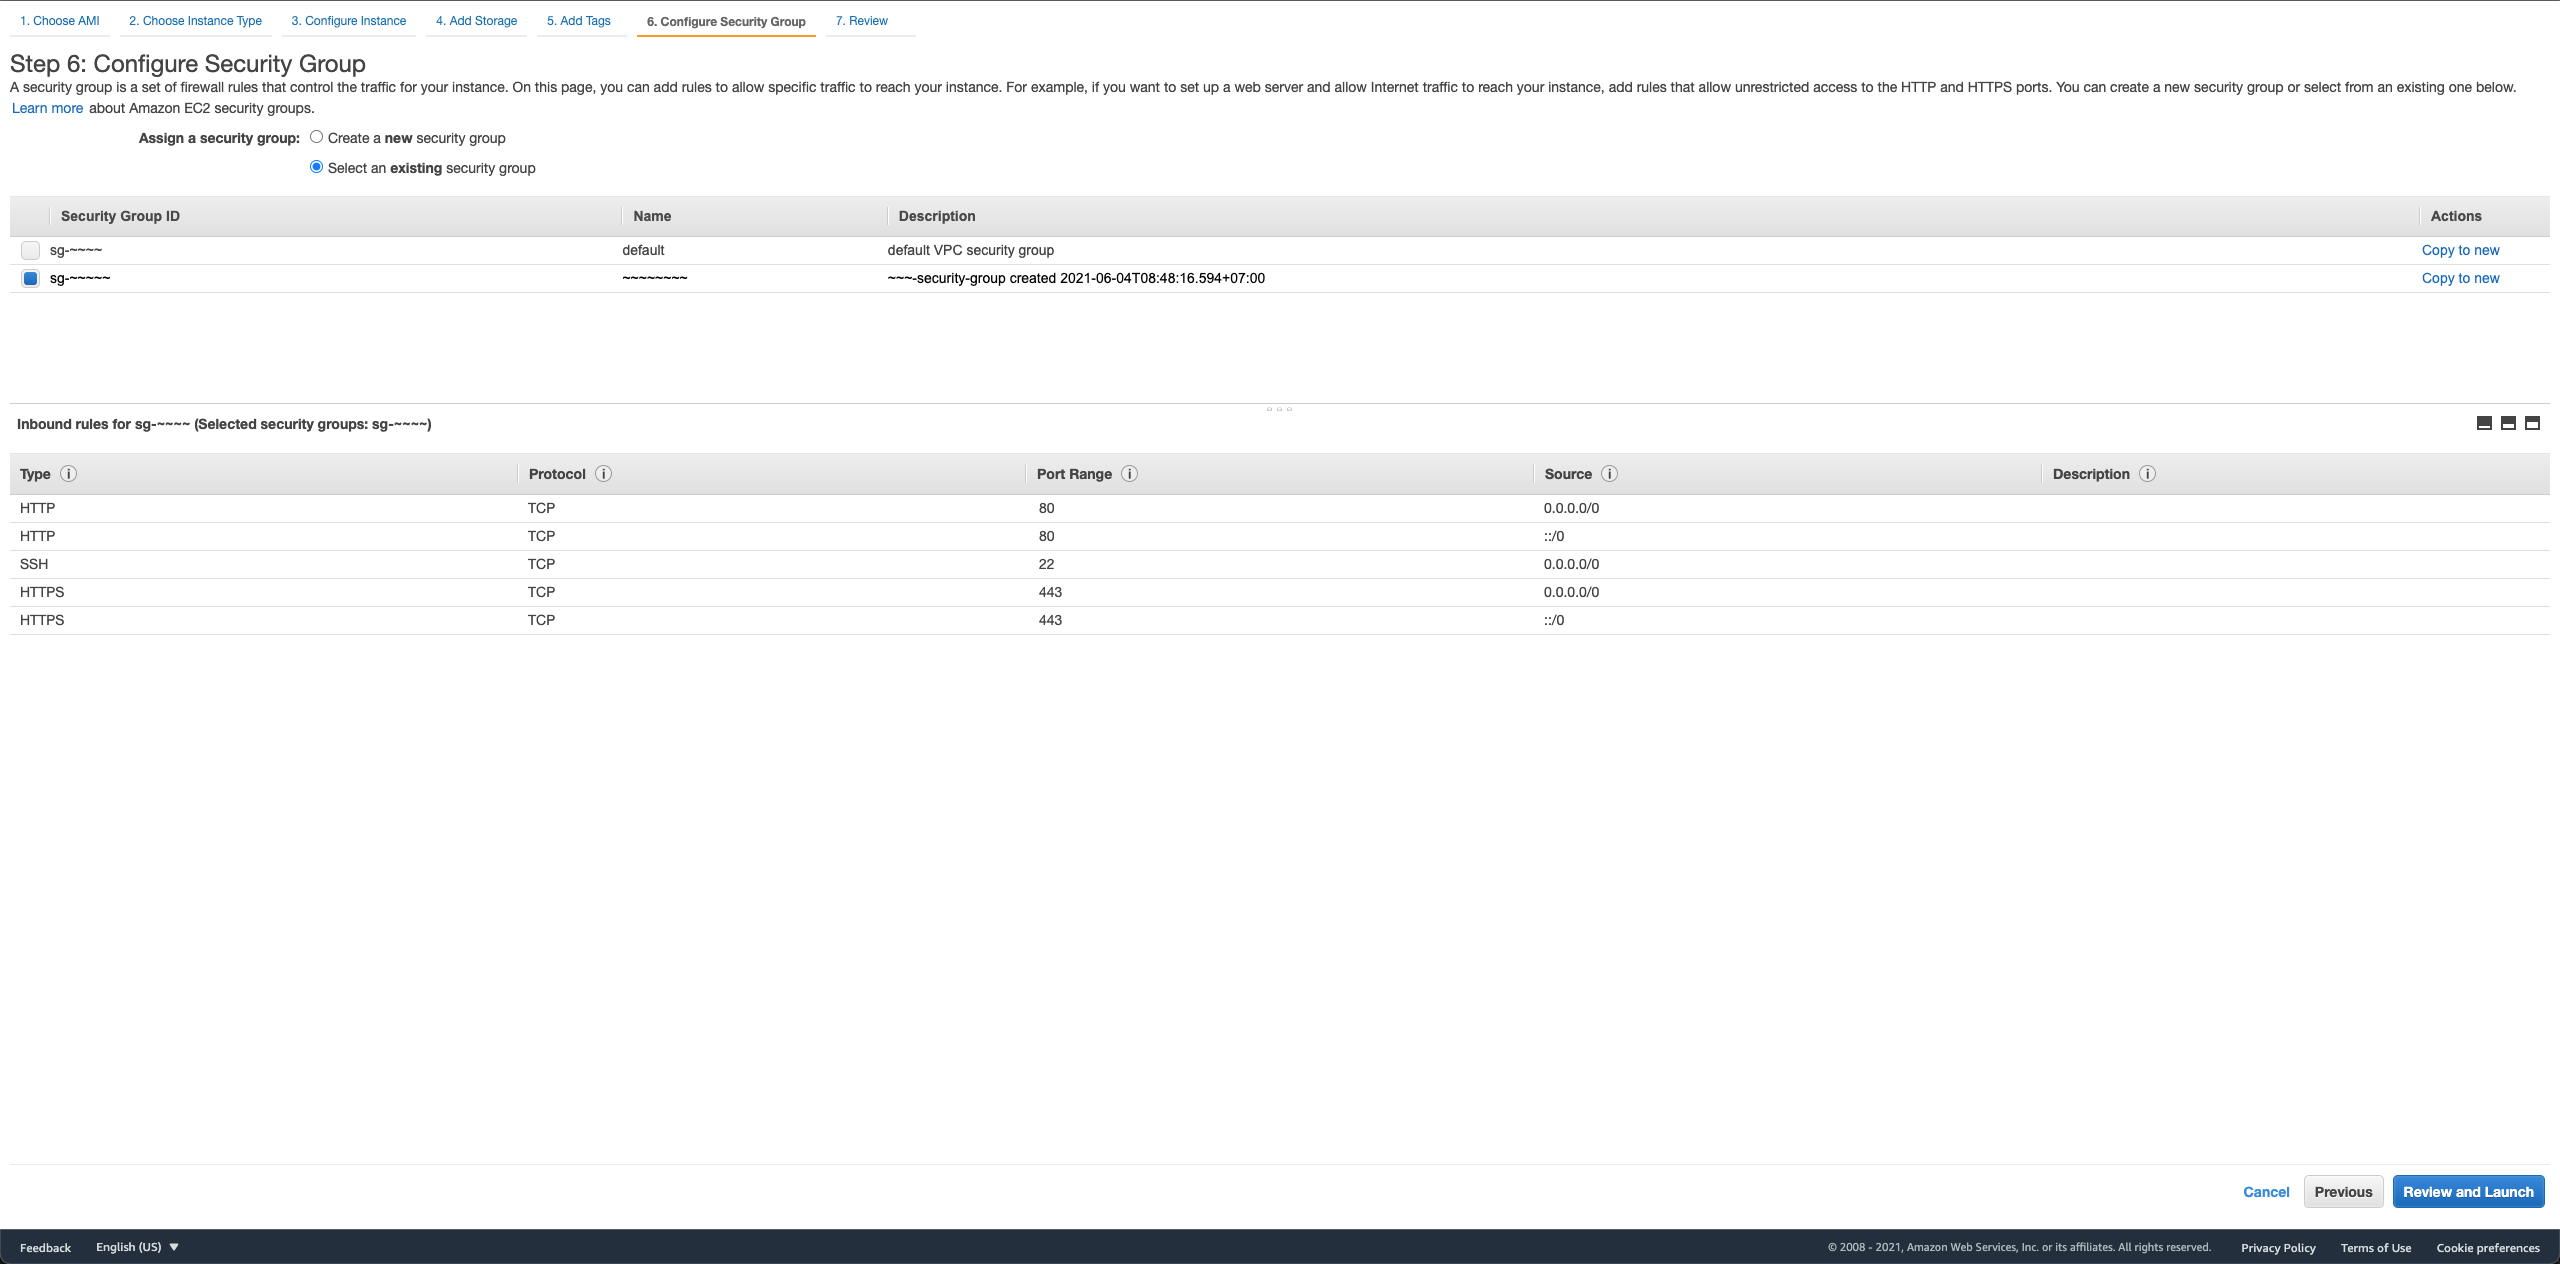 1. Choose AMI 2. Choose Instance Type 3. Configure Instance 4. Add Storage 5. Add Tags 6. Configure Security Group 7. Review
Step 6: Configure Security Group
A security group is a set of firewall rules that control the traffic for your instance. On this page, you can add rules to allow specific traffic to reach your instance. For example, if you want to set up a web server and allow Internet traffic to reach your instance, add rules that allow unrestricted access to the HTTP and HTTPS ports. You can create a new security group or select from an existing one below.
Learn more about Amazon EC2 security groups.
Assign a security group: Create a new security group
Select an existing security group
Security Group ID Name Description Actions
sg-~~~~ default default VPC security group Copy to new
sg-~~~~~ ~~~~~~~~ ~~~-security-group created 2021-06-04T08:48:16.594+07:00 Copy to new
Inbound rules for sg-~~~~ (Selected security groups: sg-~~~~)
Type i Protocol i Port Range i Source i Description i
HTTP TCP 80 0.0.0.0/0
HTTP TCP 80 ::/0
SSH TCP 22 0.0.0.0/0
HTTPS TCP 443 0.0.0.0/0
HTTPS TCP 443 ::/0
Cancel Previous Review and Launch
Feedback English (US) © 2008 - 2021, Amazon Web Services, Inc. or its affiliates. All rights reserved. Privacy Policy Terms of Use Cookie preferences